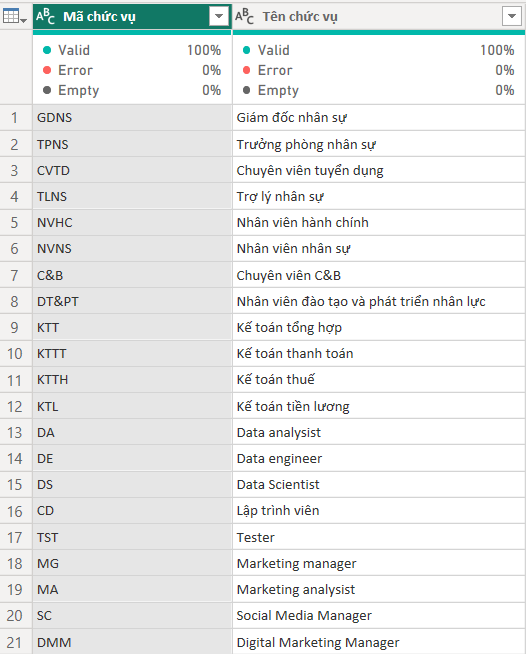 ABC Mã chức vụ ABC Tên chức vụ
Valid 100% Valid 100%
Error 0% Error 0%
Empty 0% Empty 0%
1 GDNS Giám đốc nhân sự
2 TPNS Trưởng phòng nhân sự
3 CVTD Chuyên viên tuyển dụng
4 TLNS Trợ lý nhân sự
5 NVHC Nhân viên hành chính
6 NVNS Nhân viên nhân sự
7 C&B Chuyên viên C&B
8 DT&PT Nhân viên đào tạo và phát triển nhân lực
9 KTT Kế toán tổng hợp
10 KTTT Kế toán thanh toán
11 KTTH Kế toán thuế
12 KTL Kế toán tiền lương
13 DA Data analysist
14 DE Data engineer
15 DS Data Scientist
16 CD Lập trình viên
17 TST Tester
18 MG Marketing manager
19 MA Marketing analysist
20 SC Social Media Manager
21 DMM Digital Marketing Manager